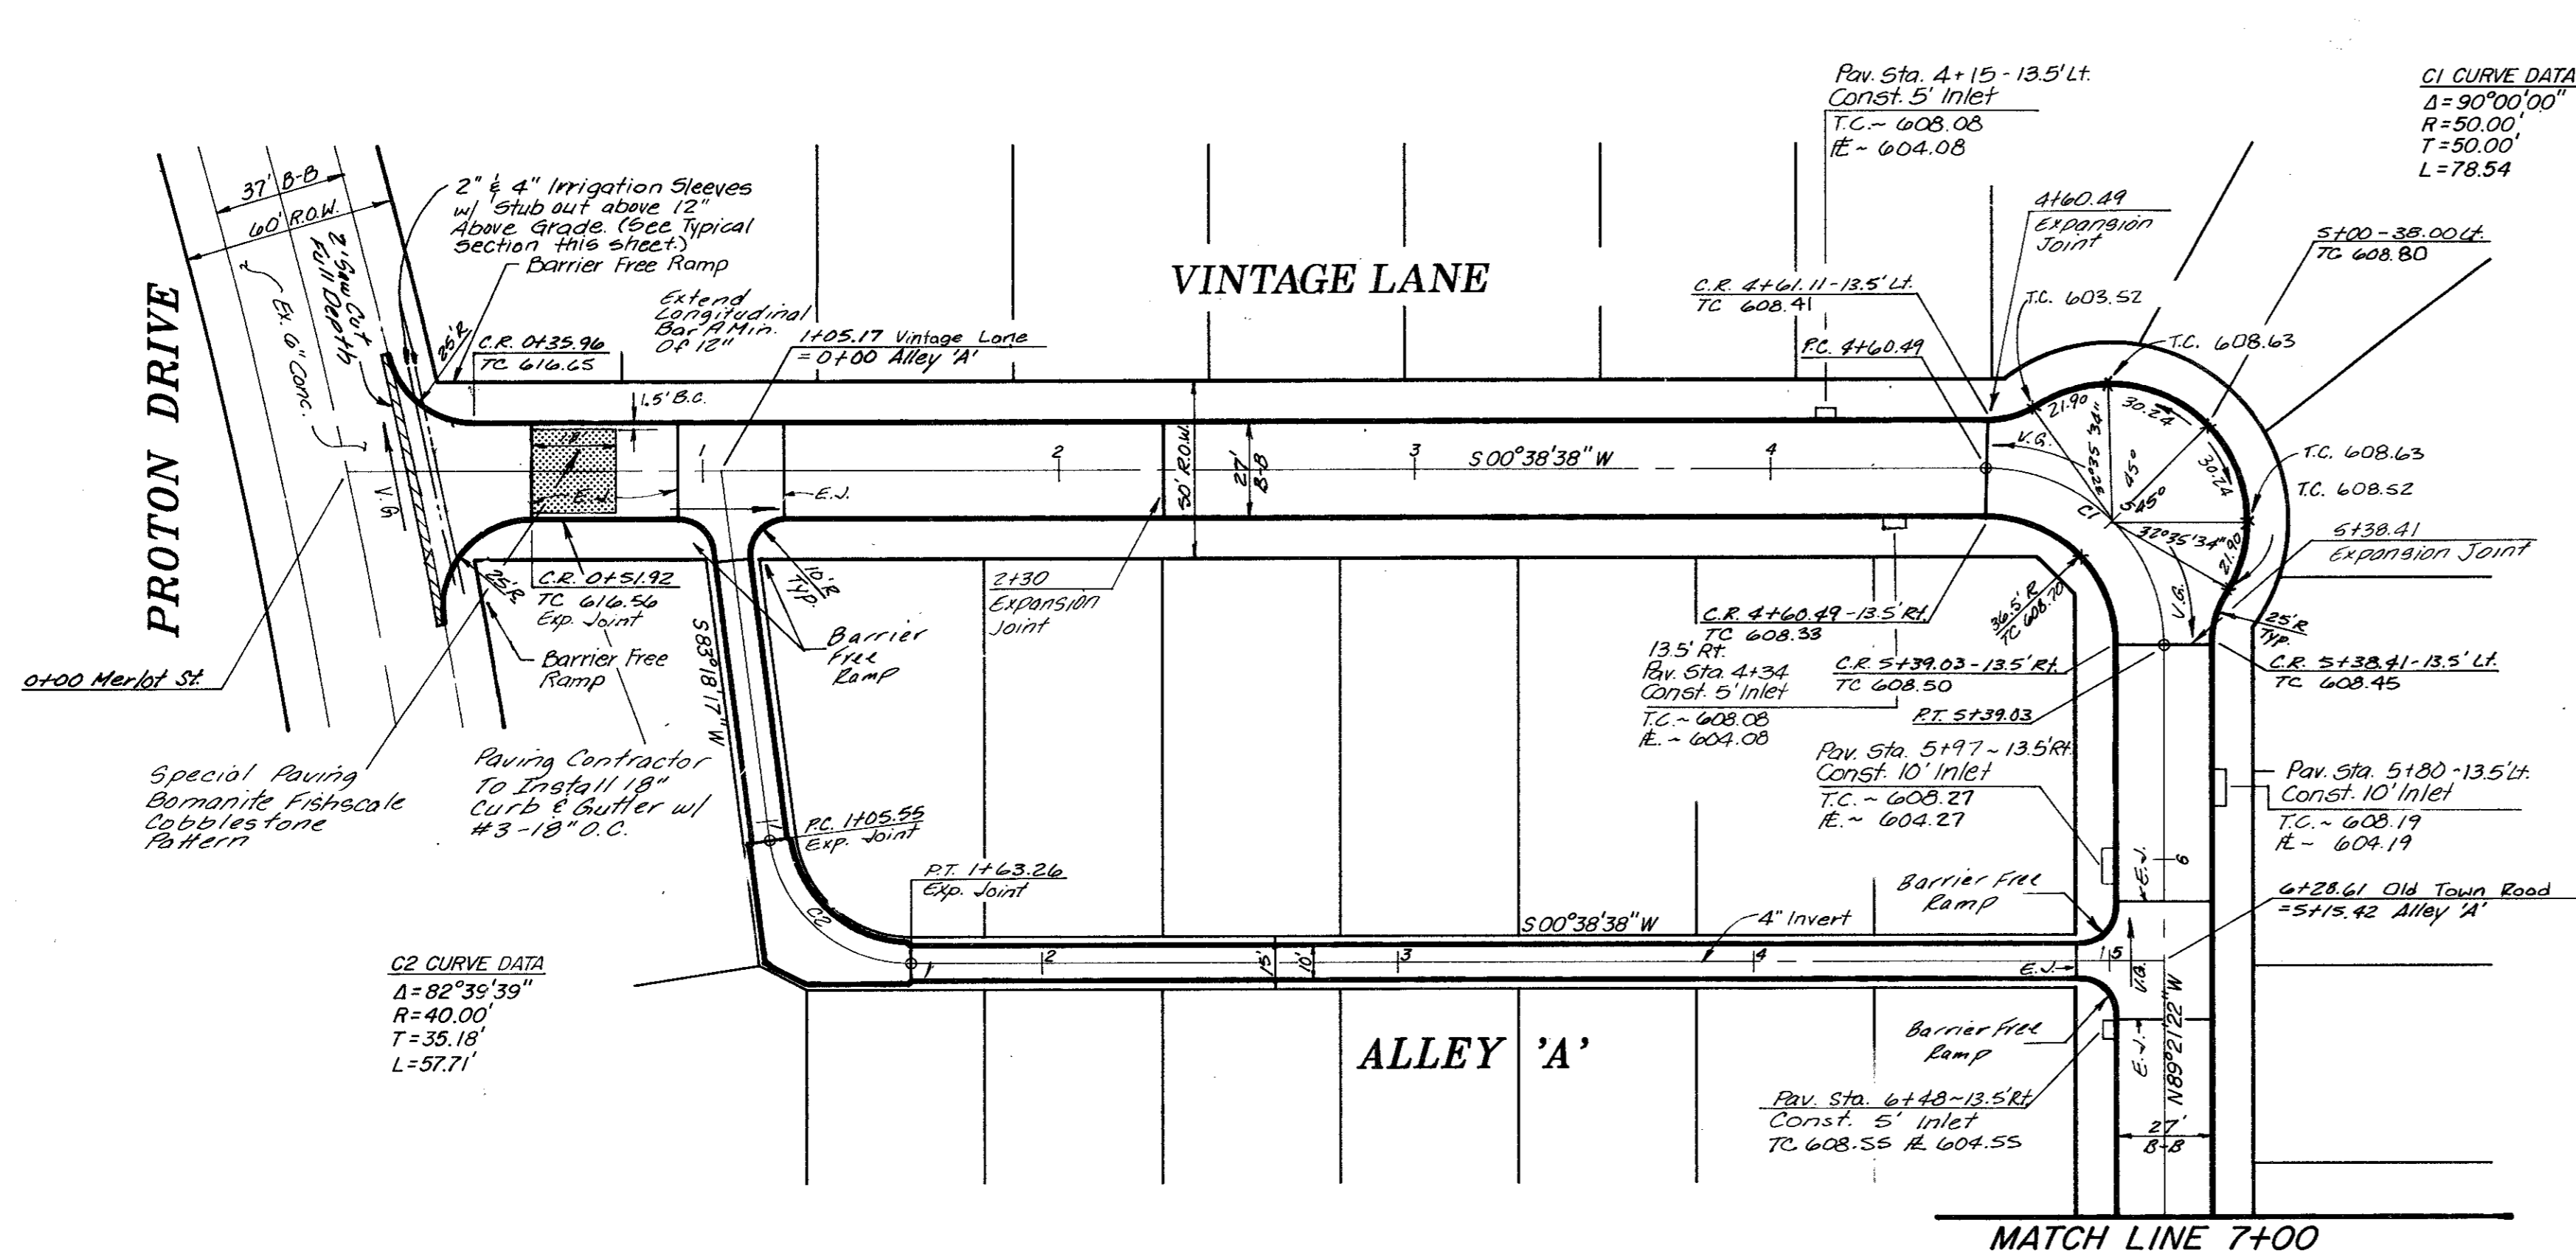 Pav. Sta. 4+15 - 13.5' Lt.
Const. 5' Inlet
T.C. ~ 608.08
℄ ~ 604.08
C1 CURVE DATA
Δ = 90°00'00"
R = 50.00'
T = 50.00'
L = 78.54
37' B-B
60' R.O.W.
2' Saw Cut
Full Depth
Ex. 6" Conc.
2" & 4" Irrigation Sleeves
w/ Stub out above 12"
Above Grade. (See Typical
Section this sheet.)
Barrier Free Ramp
PROTON DRIVE
25' R
C.R. 0+35.96
TC 616.65
Extend
Longitudinal
Bar A Min.
Of 12"
1+05.17 Vintage Lane
= 0+00 Alley 'A'
VINTAGE LANE
4+60.49
Expansion
Joint
5+00 - 38.00 Lt.
TC 608.80
C.R. 4+61.11 - 13.5' Lt.
TC 608.41
T.C. 603.52
T.C. 608.63
P.C. 4+60.49
1.5' B.C.
21.90
30.24
V.G.
32°35'34"
45°
30.24
T.C. 608.63
T.C. 608.52
1
2
50' R.O.W.
27'
B-B
3
S 00°38'38" W
4
C1
45°
32°35'34"
21.90
5+38.41
Expansion Joint
V.G
E.J.
E.J.
25' R.
C.R. 0+51.92
TC 616.56
Exp. Joint
10' R
Typ.
2+30
Expansion
Joint
36.5' R
TC 608.70
V.G.
25' R
Typ.
C.R. 4+60.49 - 13.5' Rt.
TC 608.33
13.5' Rt.
Pav. Sta. 4+34
Const. 5' Inlet
T.C. ~ 608.08
℄. ~ 604.08
C.R. 5+39.03 - 13.5' Rt.
TC 608.50
C.R. 5+38.41 - 13.5' Lt.
TC 608.45
P.T. 5+39.03
Barrier Free
Ramp
S 83°18'17" W
Barrier
Free
Ramp
0+00 Merlot St.
Special Paving
Bomanite Fishscale
Cobblestone
Pattern
Paving Contractor
To Install 18"
Curb & Gutter w/
#3 - 18" O.C.
Pav. Sta. 5+97 ~ 13.5' Rt.
Const. 10' Inlet
T.C. ~ 608.27
℄. ~ 604.27
Pav. Sta. 5+80 - 13.5' Lt.
Const. 10' Inlet
T.C. ~ 608.19
℄ ~ 604.19
1
P.C. 1+05.55
Exp. Joint
P.T. 1+63.26
Exp. Joint
C2
E.J.
6
Barrier Free
Ramp
6+28.61 Old Town Road
= 5+15.42 Alley 'A'
S 00°38'38" W
4" Invert
2
15'
10'
3
4
E.J.
5
V.G.
C2 CURVE DATA
Δ = 82°39'39"
R = 40.00'
T = 35.18'
L = 57.71'
ALLEY 'A'
Barrier Free
Ramp
E.J.
N 89°21'22" W
Pav. Sta. 6+48 ~ 13.5' Rt
Const. 5' Inlet
TC 608.55 ℄ 604.55
27'
B-B
MATCH LINE 7+00